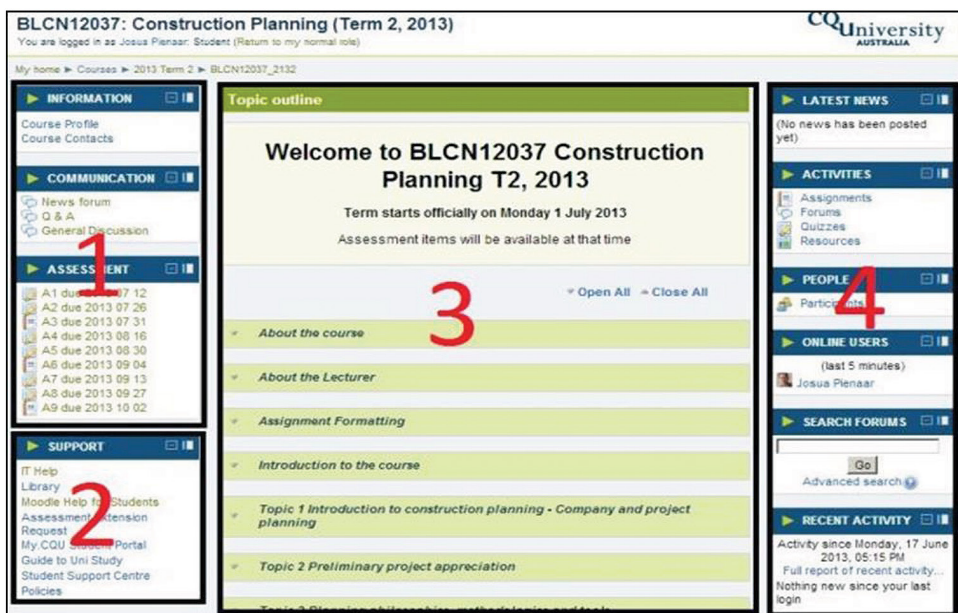 BLCN12037: Construction Planning (Term 2, 2013)
You are logged in as Josua Pienaar: Student (Return to my normal role)
CQUniversity
AUSTRALIA
My home ► Courses ► 2013 Term 2 ► BLCN12037_2132
INFORMATION
Course Profile
Course Contacts
COMMUNICATION
News forum
Q & A
General Discussion
1
ASSESSMENT
A1 due 2013 07 12
A2 due 2013 07 26
A3 due 2013 07 31
A4 due 2013 08 16
A5 due 2013 08 30
A6 due 2013 09 04
A7 due 2013 09 13
A8 due 2013 09 27
A9 due 2013 10 02
SUPPORT
IT Help
Library
Moodle Help for Students
Assessment Extension
Request
My.CQU Student Portal
Guide to Uni Study
Student Support Centre
Policies
2
Topic outline
Welcome to BLCN12037 Construction
Planning T2, 2013
Term starts officially on Monday 1 July 2013
Assessment items will be available at that time
3
Open All Close All
About the course
About the Lecturer
Assignment Formatting
Introduction to the course
Topic 1 Introduction to construction planning - Company and project
planning
Topic 2 Preliminary project appreciation
Topic 3 Planning philosophies, methodologies and tools
LATEST NEWS
(No news has been posted
yet)
ACTIVITIES
Assignments
Forums
Quizzes
Resources
PEOPLE
Participants
4
ONLINE USERS
(last 5 minutes)
Josua Pienaar
SEARCH FORUMS
Go
Advanced search
RECENT ACTIVITY
Activity since Monday, 17 June
2013, 05:15 PM
Full report of recent activity...
Nothing new since your last
login